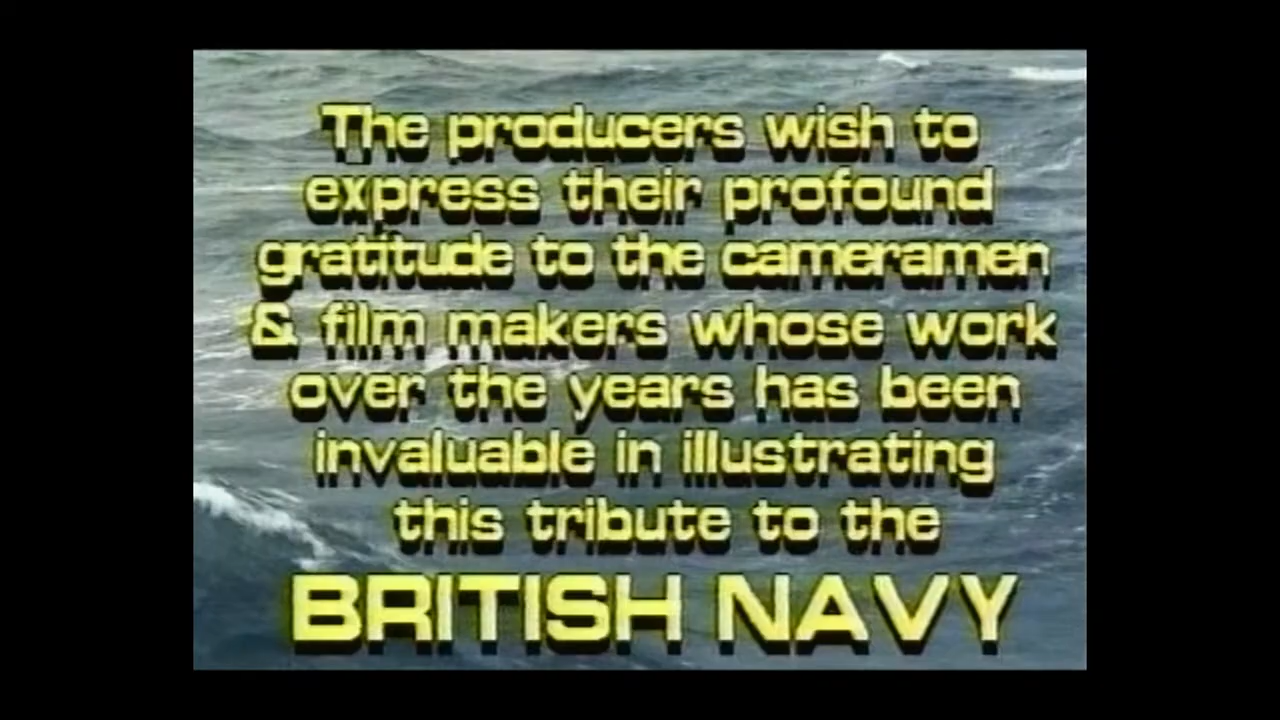 The producers wish to
express their profound
gratitude to the cameramen
& film makers whose work
over the years has been
invaluable in illustrating
this tribute to the
BRITISH NAVY